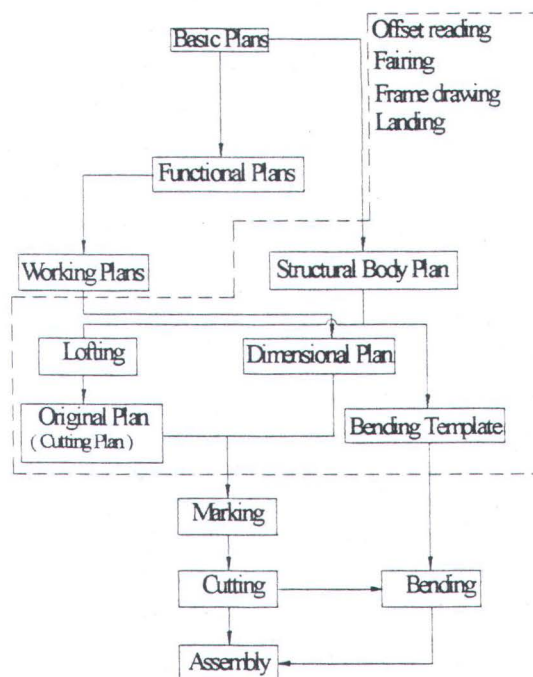 Basic Plans
Offset reading
Fairing
Frame drawing
Landing
Functional Plans
Working Plans
Structural Body Plan
Lofting
Dimensional Plan
Original Plan
( Cutting Plan )
Bending Template
Marking
Cutting
Bending
Assembly